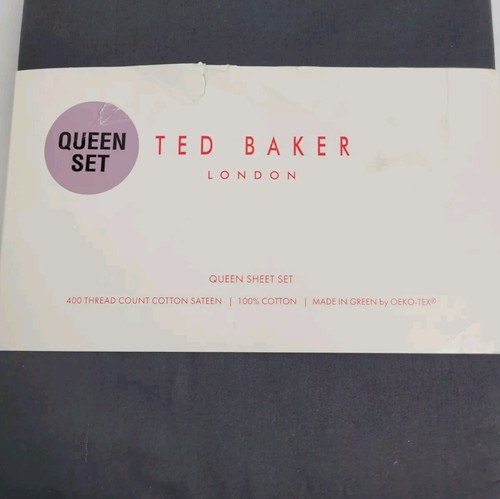 QUEEN
SET
TED BAKER
LONDON
QUEEN SHEET SET
400 THREAD COUNT COTTON SATEEN | 100% COTTON | MADE IN GREEN by OEKO-TEX®